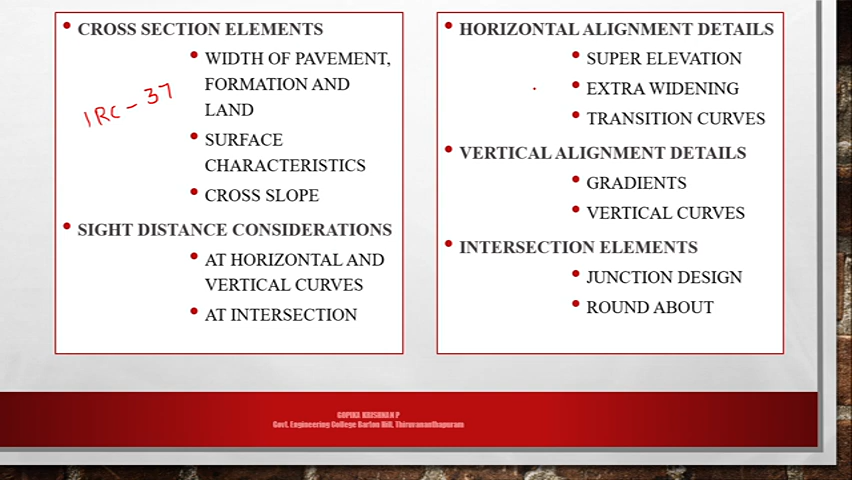 CROSS SECTION ELEMENTS
WIDTH OF PAVEMENT,
FORMATION AND
LAND
IRC - 37
SURFACE
CHARACTERISTICS
CROSS SLOPE
SIGHT DISTANCE CONSIDERATIONS
AT HORIZONTAL AND
VERTICAL CURVES
AT INTERSECTION
HORIZONTAL ALIGNMENT DETAILS
SUPER ELEVATION
EXTRA WIDENING
TRANSITION CURVES
VERTICAL ALIGNMENT DETAILS
GRADIENTS
VERTICAL CURVES
INTERSECTION ELEMENTS
JUNCTION DESIGN
ROUND ABOUT
GOPIKA KRISHNAN P
Govt. Engineering College Barton Hill, Thiruvananthapuram